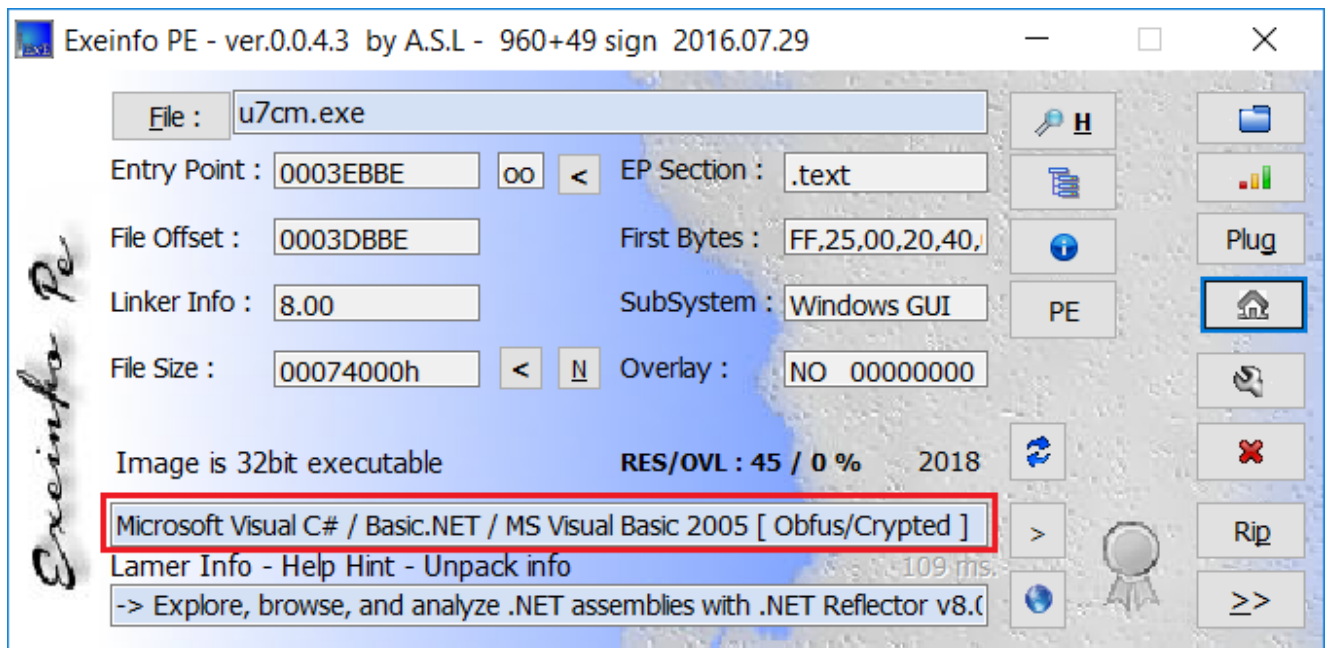 Exeinfo PE - ver.0.0.4.3 by A.S.L - 960+49 sign 2016.07.29
File : u7cm.exe H
Entry Point : 0003EBBE oo < EP Section : .text
File Offset : 0003DBBE First Bytes : FF,25,00,20,40, Plug
Linker Info : 8.00 SubSystem : Windows GUI PE
File Size : 00074000h < N Overlay : NO 00000000
Image is 32bit executable RES/OVL : 45 / 0 % 2018
Microsoft Visual C# / Basic.NET / MS Visual Basic 2005 [ Obfus/Crypted ] > Rip
Lamer Info - Help Hint - Unpack info 109 ms.
-> Explore, browse, and analyze .NET assemblies with .NET Reflector v8.( >>
Exeinfo Pe